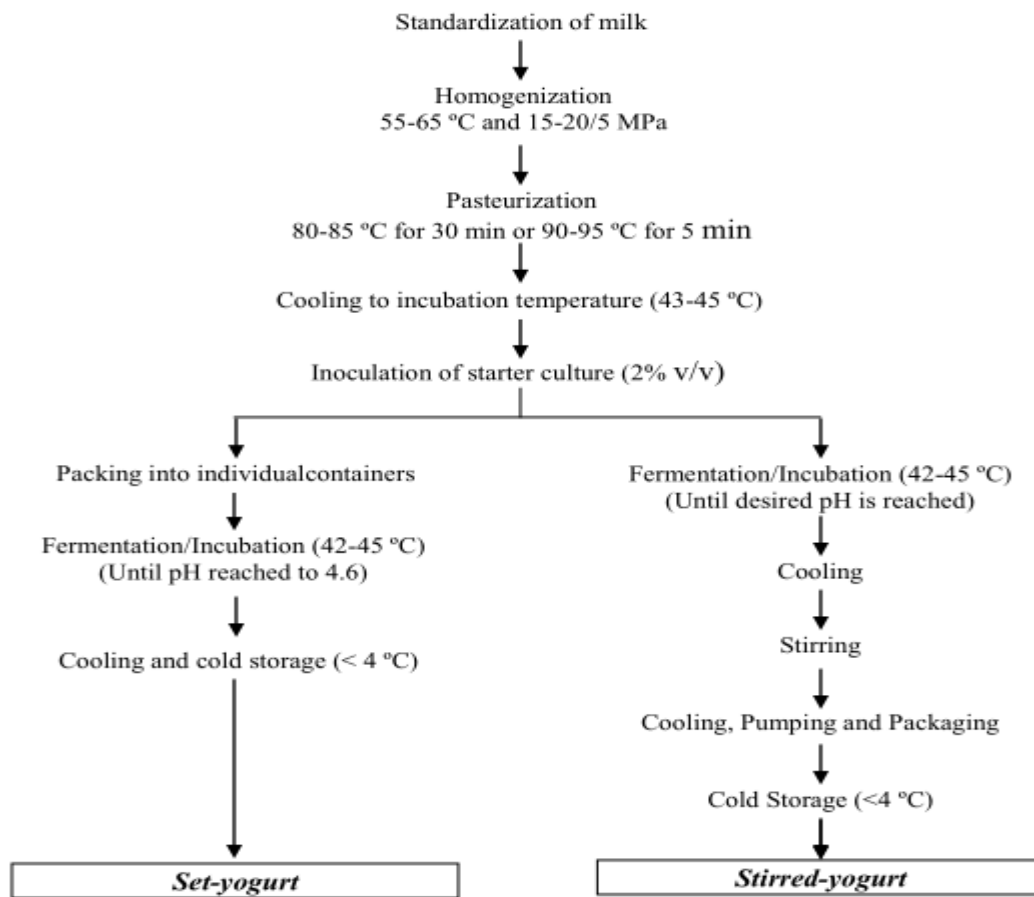 Standardization of milk
Homogenization
55-65 ºC and 15-20/5 MPa
Pasteurization
80-85 ºC for 30 min or 90-95 ºC for 5 min
Cooling to incubation temperature (43-45 ºC)
Inoculation of starter culture (2% v/v)
Packing into individualcontainers
Fermentation/Incubation (42-45 ºC)
(Until pH reached to 4.6)
Cooling and cold storage (< 4 ºC)
Set-yogurt
Fermentation/Incubation (42-45 ºC)
(Until desired pH is reached)
Cooling
Stirring
Cooling, Pumping and Packaging
Cold Storage (<4 ºC)
Stirred-yogurt